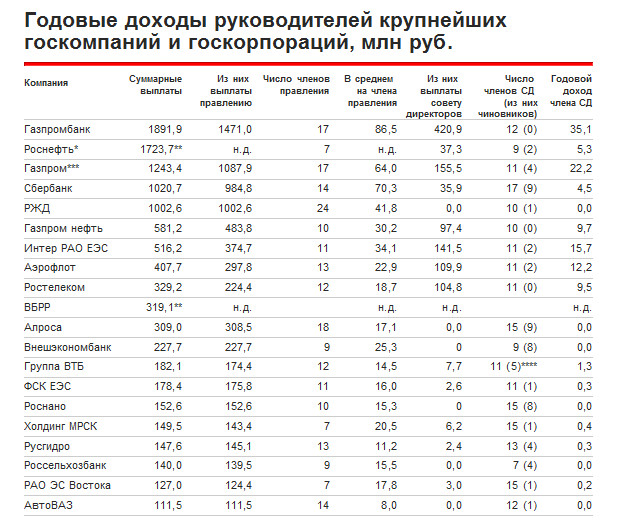 Годовые доходы руководителей крупнейших
госкомпаний и госкорпораций, млн руб.
Компания Суммарные выплаты Из них выплаты правлению Число членов правления В среднем на члена правления Из них выплаты совету директоров Число членов СД (из них чиновников) Годовой доход члена СД
Газпромбанк 1891,9 1471,0 17 86,5 420,9 12 (0) 35,1
Роснефть* 1723,7** н.д. 7 н.д. 37,3 9 (2) 5,3
Газпром*** 1243,4 1087,9 17 64,0 155,5 11 (4) 22,2
Сбербанк 1020,7 984,8 14 70,3 35,9 17 (9) 4,5
РЖД 1002,6 1002,6 24 41,8 0,0 10 (1) 0,0
Газпром нефть 581,2 483,8 10 30,2 97,4 10 (0) 9,7
Интер РАО ЕЭС 516,2 374,7 11 34,1 141,5 11 (2) 15,7
Аэрофлот 407,7 297,8 13 22,9 109,9 11 (2) 12,2
Ростелеком 329,2 224,4 12 18,7 104,8 11 (0) 9,5
ВБРР 319,1** н.д. н.д. н.д. н.д.
Алроса 309,0 308,5 18 17,1 0,0 15 (9) 0,0
Внешэкономбанк 227,7 227,7 9 25,3 0 9 (8) 0,0
Группа ВТБ 182,1 174,4 12 14,5 7,7 11 (5)**** 1,3
ФСК ЕЭС 178,4 175,8 11 16,0 2,6 11 (1) 0,3
Роснано 152,6 152,6 10 15,3 0 15 (8) 0,0
Холдинг МРСК 149,5 143,4 7 20,5 6,2 15 (1) 0,4
Русгидро 147,6 145,1 13 11,2 2,4 13 (4) 0,3
Россельхозбанк 140,0 139,5 9 15,5 0,0 7 (4) 0,0
РАО ЭС Востока 127,0 124,4 7 17,8 3,0 15 (1) 0,2
АвтоВАЗ 111,5 111,5 14 8,0 0,0 12 (1) 0,0